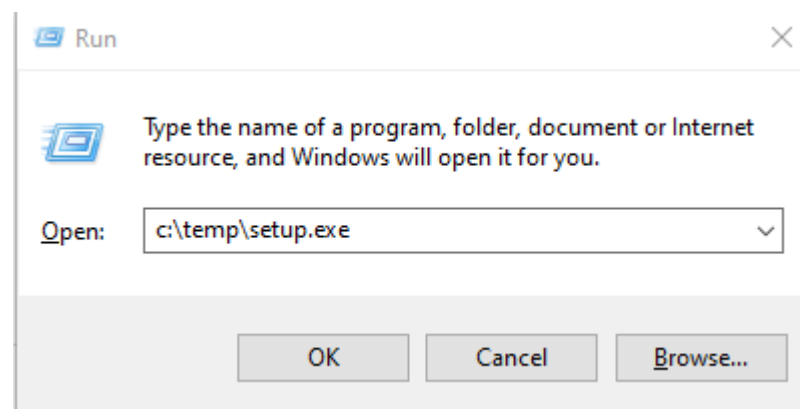 Run
Type the name of a program, folder, document or Internet
resource, and Windows will open it for you.
Open: c:\temp\setup.exe
OK Cancel Browse...